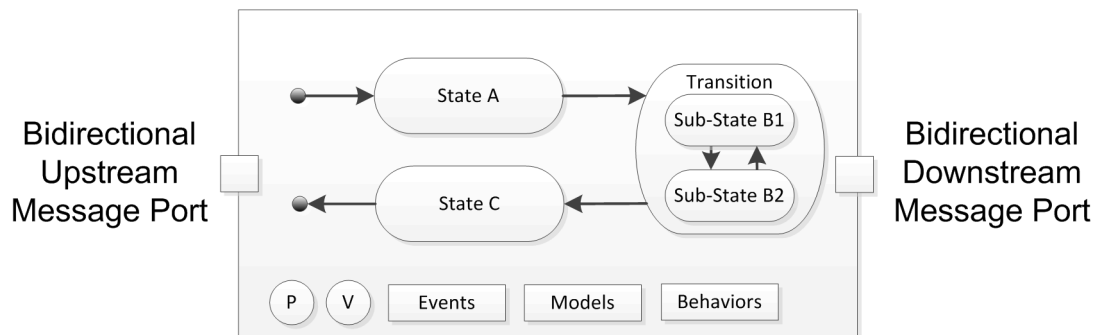 Bidirectional
Upstream
Message Port
State A
Transition
Sub-State B1
Sub-State B2
State C
P
V
Events
Models
Behaviors
Bidirectional
Downstream
Message Port